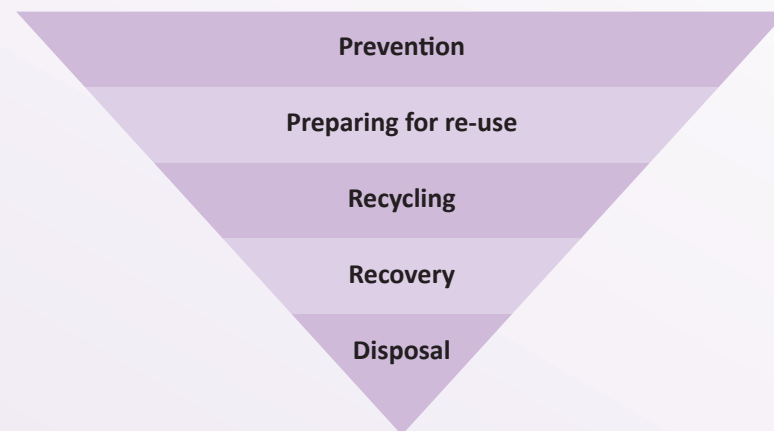 Prevention
Preparing for re-use
Recycling
Recovery
Disposal